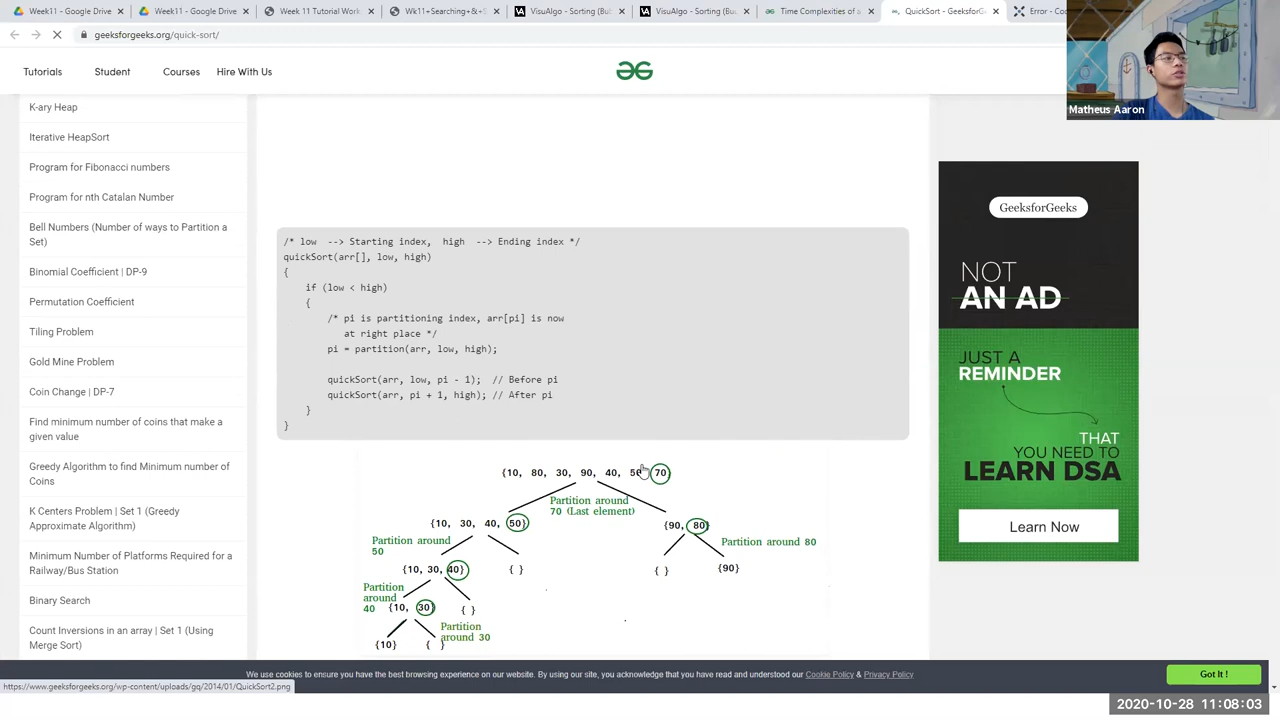 Week11 - Google Drive
Week11 - Google Drive
Week 11 Tutorial Work
Wk11+Searching+&+S
VisuAlgo - Sorting (Bub
VisuAlgo - Sorting (Bub
Time Complexities of a
QuickSort - GeeksforG
Error - Cod
geeksforgeeks.org/quick-sort/
Tutorials
Student
Courses
Hire With Us
Matheus Aaron
K-ary Heap
Iterative HeapSort
Program for Fibonacci numbers
Program for nth Catalan Number
Bell Numbers (Number of ways to Partition a
Set)
Binomial Coefficient | DP-9
Permutation Coefficient
Tiling Problem
Gold Mine Problem
Coin Change | DP-7
Find minimum number of coins that make a
given value
Greedy Algorithm to find Minimum number of
Coins
K Centers Problem | Set 1 (Greedy
Approximate Algorithm)
Minimum Number of Platforms Required for a
Railway/Bus Station
Binary Search
Count Inversions in an array | Set 1 (Using
Merge Sort)
/* low --> Starting index, high --> Ending index */
quickSort(arr[], low, high)
{
if (low < high)
{
/* pi is partitioning index, arr[pi] is now
at right place */
pi = partition(arr, low, high);
quickSort(arr, low, pi - 1); // Before pi
quickSort(arr, pi + 1, high); // After pi
}
}
{10, 80, 30, 90, 40, 50, 70}
Partition around
70 (Last element)
{10, 30, 40, 50}
{90, 80}
Partition around
50
Partition around 80
{10, 30, 40}
{ }
{ }
{90}
Partition
around
40
{10, 30}
{ }
Partition
around 30
{10}
{ }
GeeksforGeeks
NOT
AN AD
JUST A
REMINDER
THAT
YOU NEED TO
LEARN DSA
Learn Now
We use cookies to ensure you have the best browsing experience on our website. By using our site, you acknowledge that you have read and understood our Cookie Policy & Privacy Policy
Got It !
https://www.geeksforgeeks.org/wp-content/uploads/gq/2014/01/QuickSort2.png
2020-10-28 11:08:03